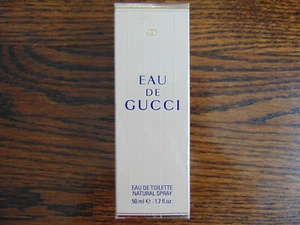 EAU
DE
GUCCI
EAU DE TOILETTE
NATURAL SPRAY
50 ml ℮ - 1.7 fl.oz.